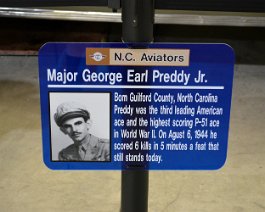 N.C. Aviators
Major George Earl Preddy Jr.
Born Guilford County, North Carolina
Preddy was the third leading American
ace and the highest scoring P-51 ace
in World War II. On Agust 6, 1944 he
scored 6 kills in 5 minutes a feat that
still stands today.